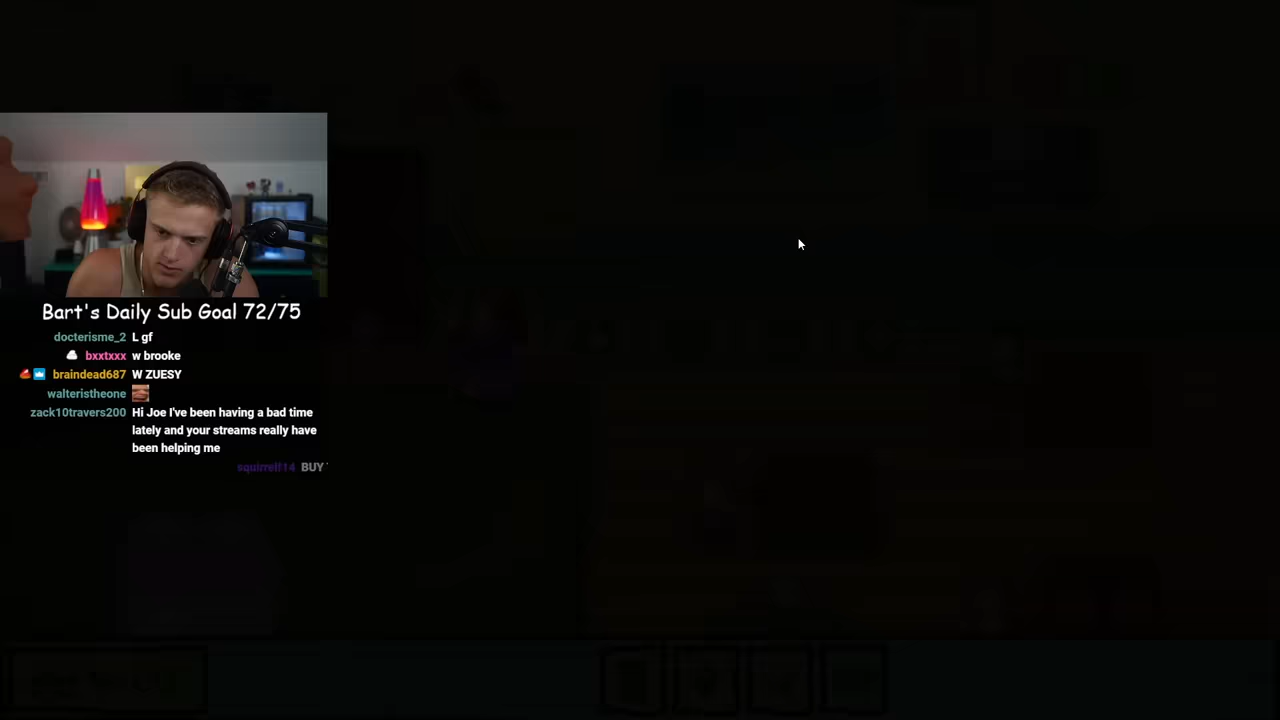 Bart's Daily Sub Goal 72/75
docterisme_2 L gf
bxxtxxx w brooke
braindead687 W ZUESY
walteristheone
zack10travers200 Hi Joe I've been having a bad time
lately and your streams really have
been helping me
squirrelf14 BUY